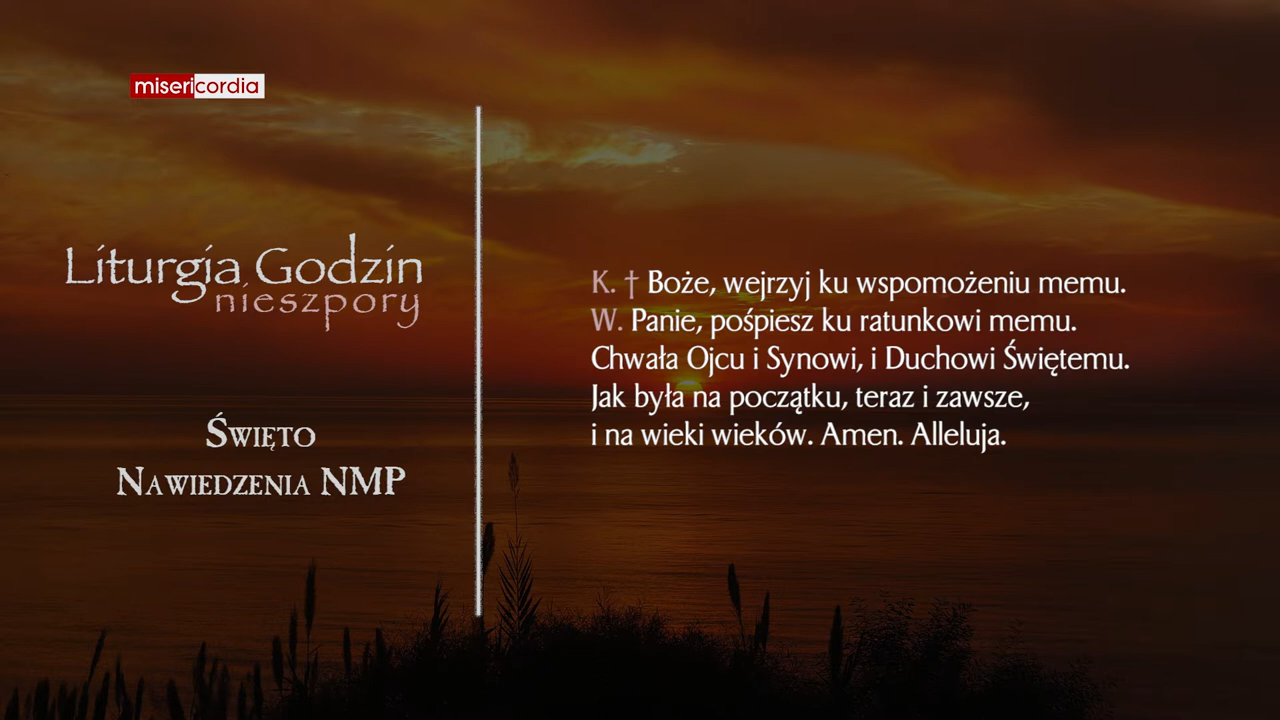 misericordia
Liturgia Godzin
nieszpory
Święto
Nawiedzenia NMP
K. † Boże, wejrzyj ku wspomożeniu memu.
W. Panie, pośpiesz ku ratunkowi memu.
Chwała Ojcu i Synowi, i Duchowi Świętemu.
Jak była na początku, teraz i zawsze,
i na wieki wieków. Amen. Alleluja.